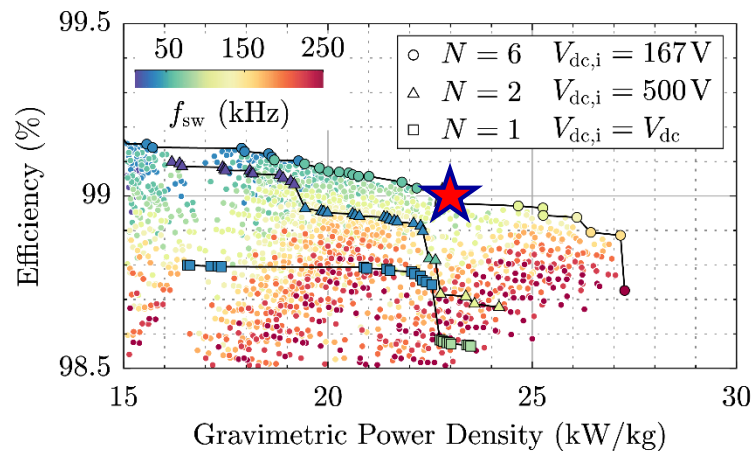 99.5
50 150 250
f_sw (kHz)
N = 6 V_dc,i = 167 V
N = 2 V_dc,i = 500 V
N = 1 V_dc,i = V_dc
99
98.5
Efficiency (%)
15 20 25 30
Gravimetric Power Density (kW/kg)